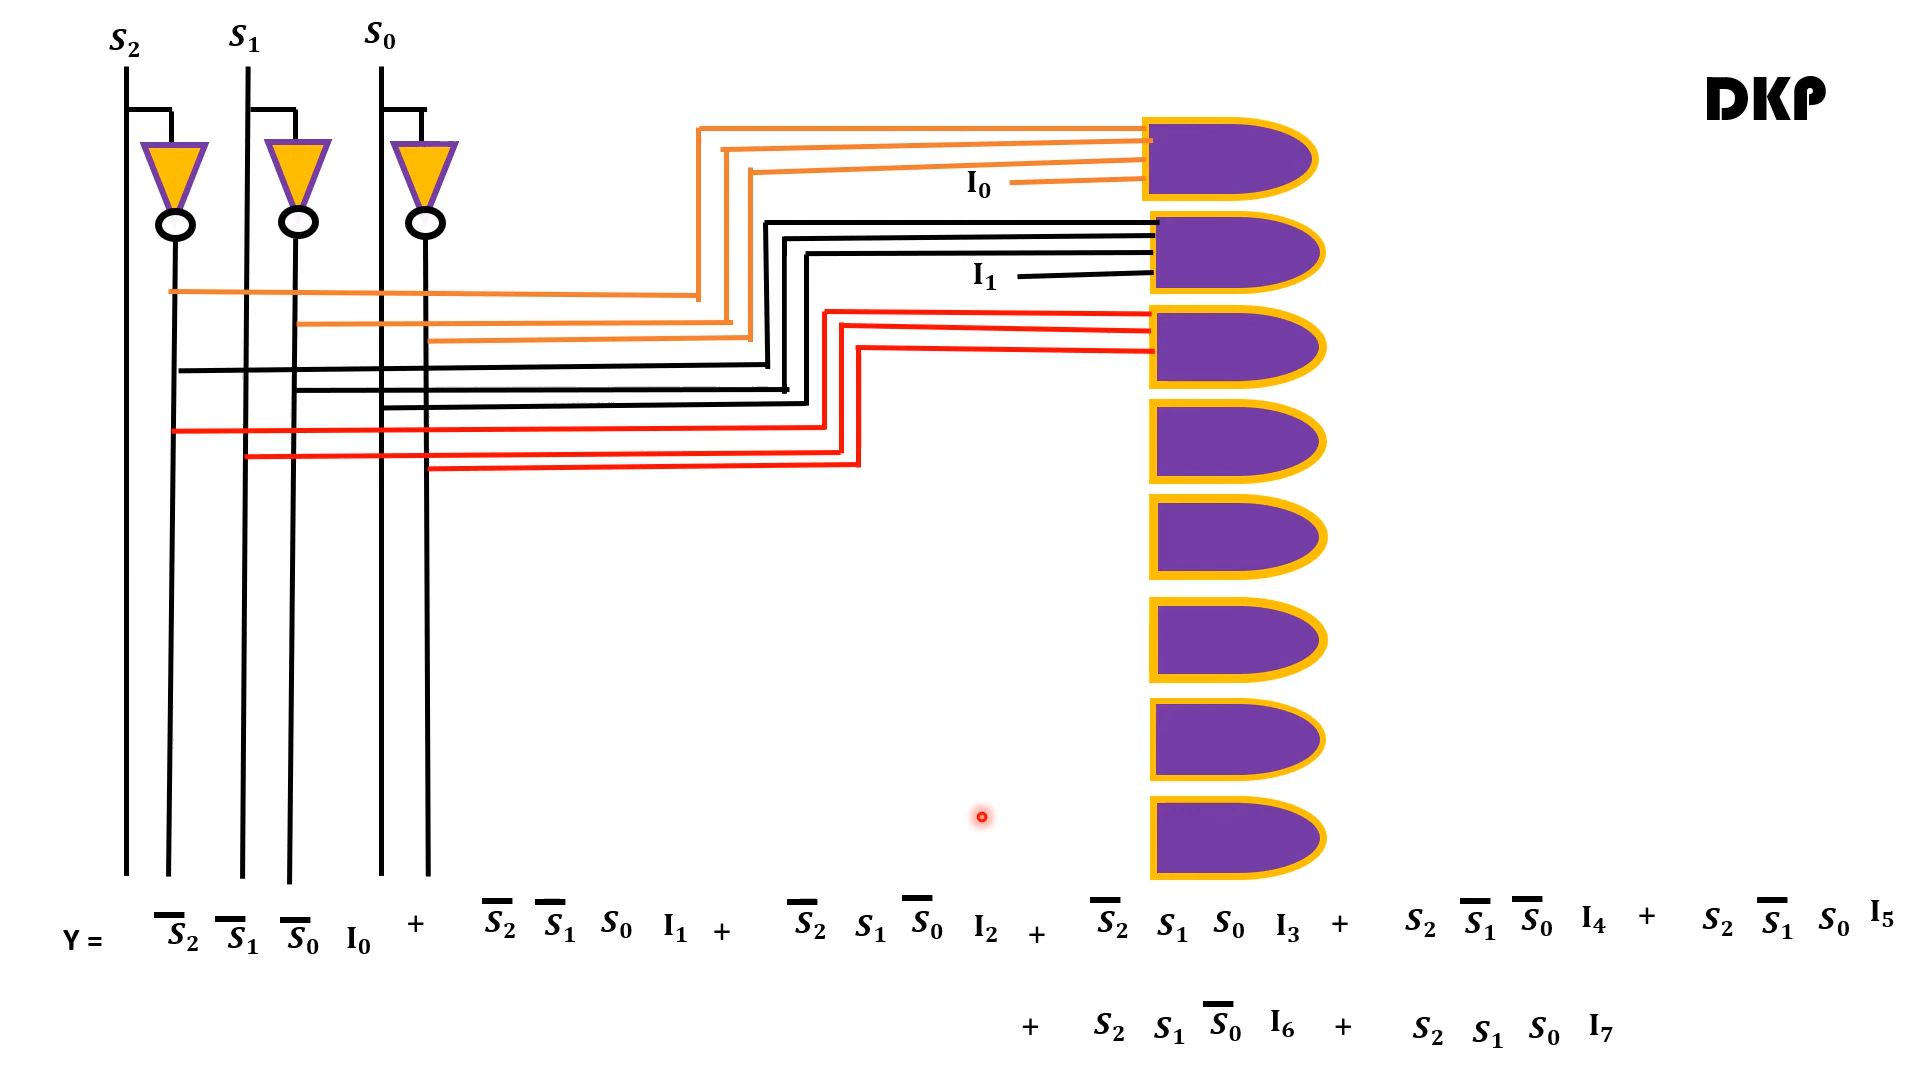 S₂ S₁ S₀
DKP
I₀
I₁
Y = S̅₂ S̅₁ S̅₀ I₀ + S̅₂ S̅₁ S₀ I₁ + S̅₂ S₁ S̅₀ I₂ + S̅₂ S₁ S₀ I₃ + S₂ S̅₁ S̅₀ I₄ + S₂ S̅₁ S₀ I₅
+ S₂ S₁ S̅₀ I₆ + S₂ S₁ S₀ I₇